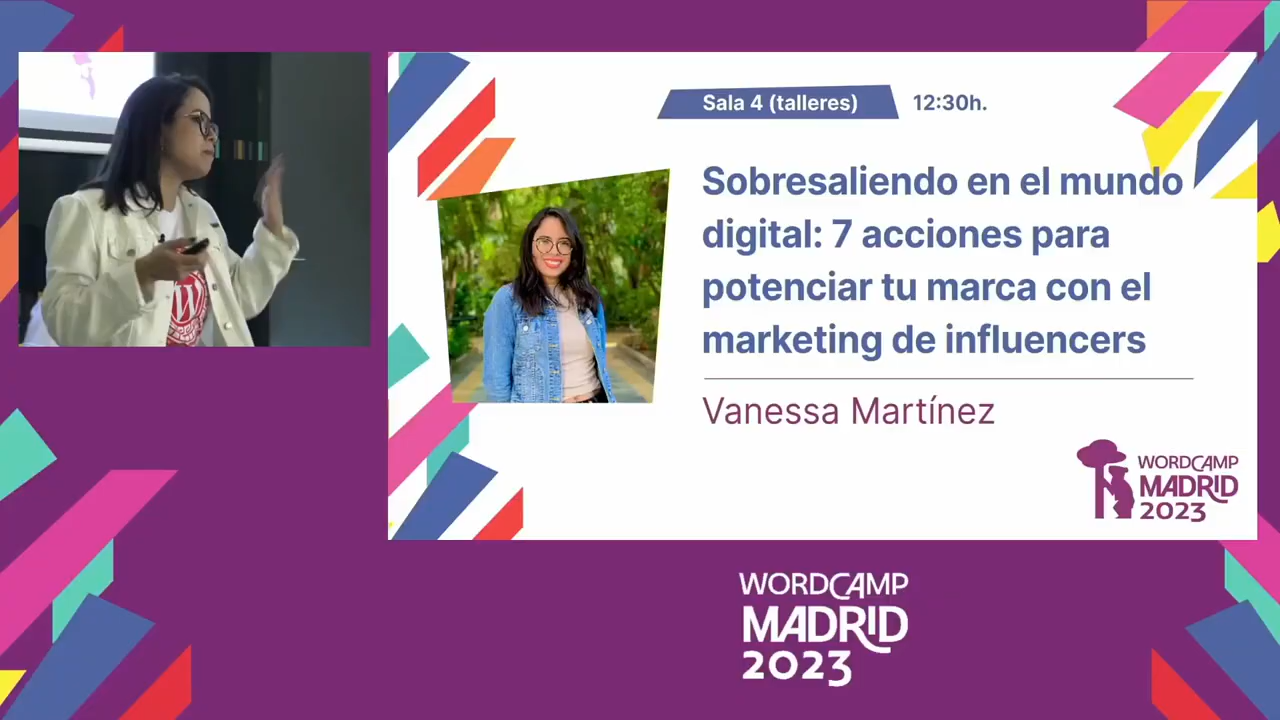 Sala 4 (talleres)
12:30h.
Sobresaliendo en el mundo
digital: 7 acciones para
potenciar tu marca con el
marketing de influencers
Vanessa Martínez
WORDCAMP
MADRID
2023
WORDCAMP
MADRID
2023